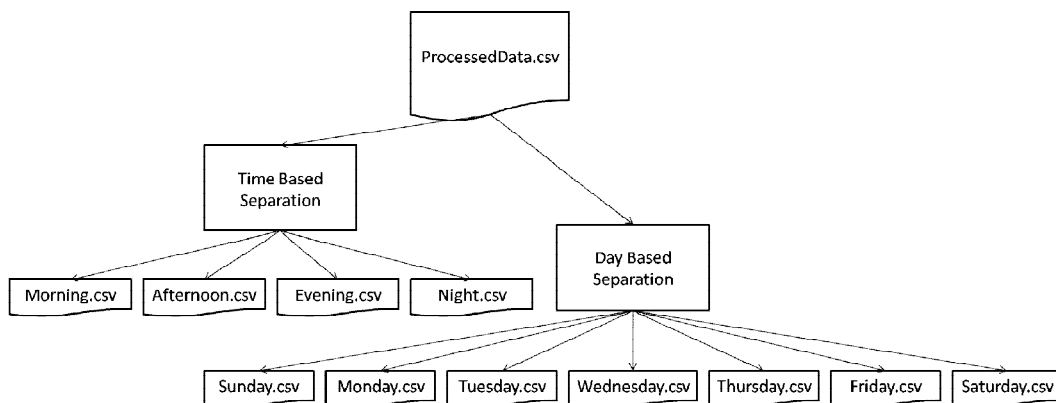 ProcessedData.csv
Time Based
Separation
Day Based
Separation
Morning.csv
Afternoon.csv
Evening.csv
Night.csv
Sunday.csv
Monday.csv
Tuesday.csv
Wednesday.csv
Thursday.csv
Friday.csv
Saturday.csv